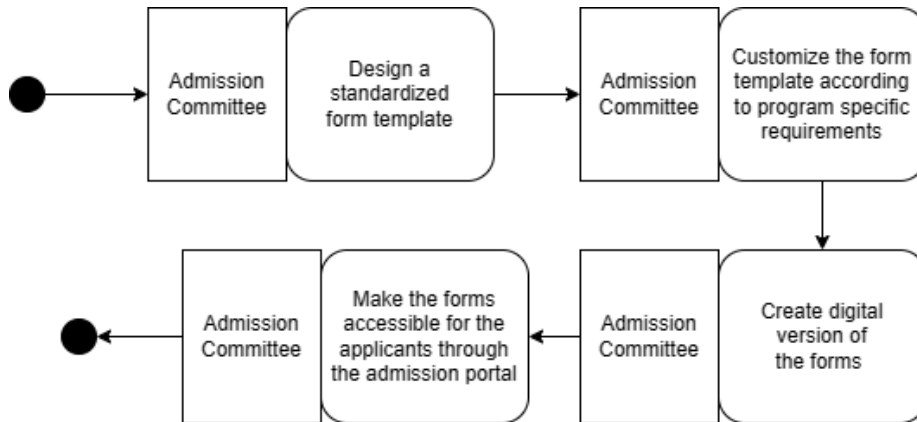 Admission
Committee
Design a
standardized
form template
Admission
Committee
Customize the form
template according
to program specific
requirements
Admission
Committee
Make the forms
accessible for the
applicants through
the admission portal
Admission
Committee
Create digital
version of
the forms